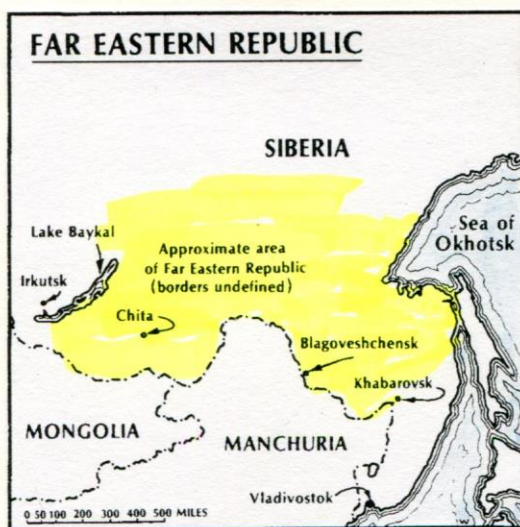 FAR EASTERN REPUBLIC
SIBERIA
Sea of
Okhotsk
Lake Baykal
Irkutsk
Approximate area
of Far Eastern Republic
(borders undefined)
Chita
Blagoveshchensk
Khabarovsk
MONGOLIA
MANCHURIA
Vladivostok
0 50 100 200 300 400 500 MILES